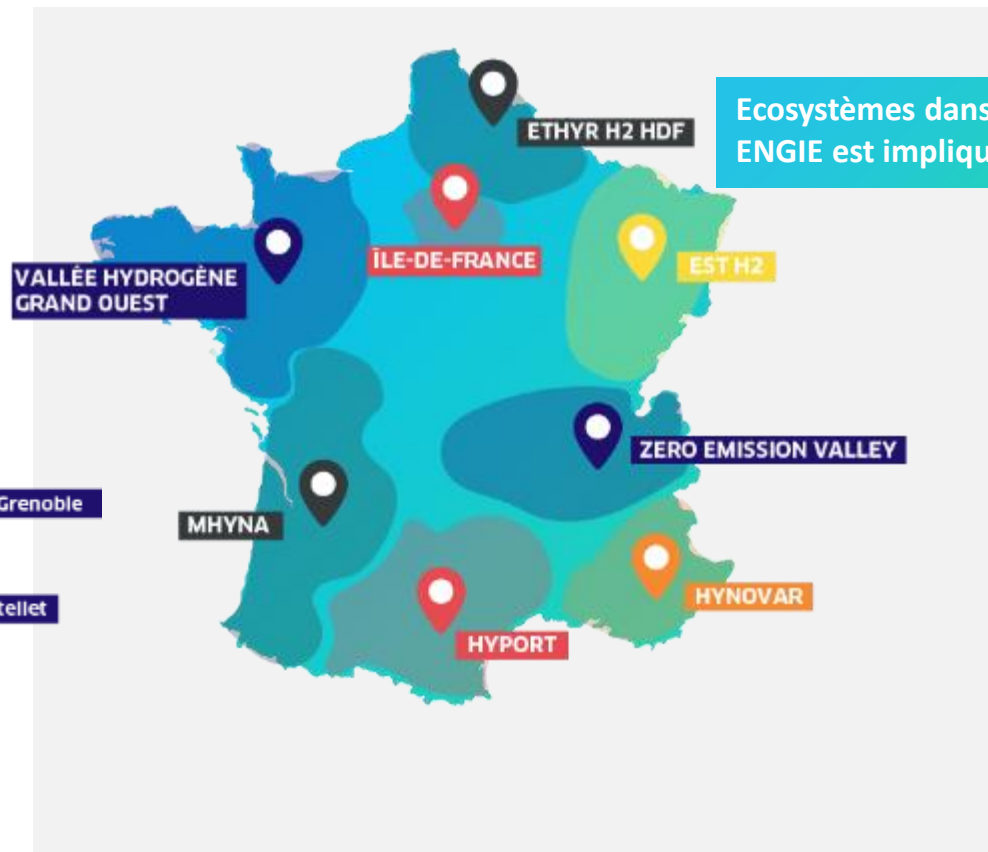 ETHYR H2 HDF
Ecosystèmes dans
ENGIE est impliqu
ÎLE-DE-FRANCE
EST H2
VALLÉE HYDROGÈNE
GRAND OUEST
ZERO EMISSION VALLEY
Grenoble
MHYNA
HYNOVAR
tellet
HYPORT